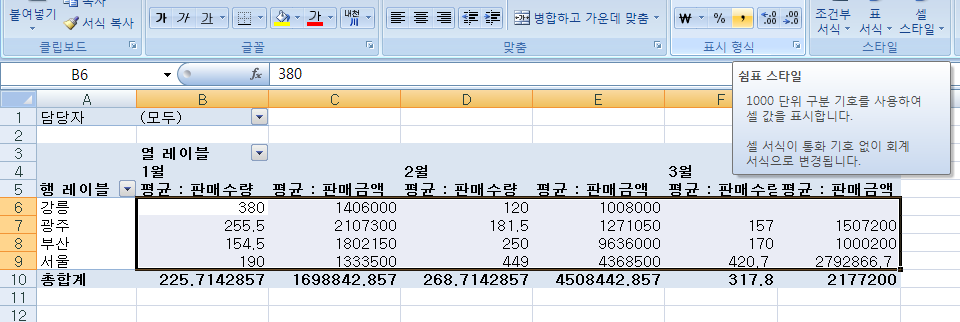 붙여넣기
서식 복사
클립보드
가 가 가
내천
글꼴
병합하고 가운데 맞춤
맞춤
₩ % ,
표시 형식
조건부 서식
표 서식
셀 스타일
스타일
B6
fx
380
쉼표 스타일
1000 단위 구분 기호를 사용하여
셀 값을 표시합니다.
셀 서식이 통화 기호 없이 회계
서식으로 변경됩니다.
A B C D E F
1 담당자 (모두)
2
3 열 레이블
4 1월 2월 3월
5 행 레이블 평균 : 판매수량 평균 : 판매금액 평균 : 판매수량 평균 : 판매금액 평균 : 판매수량 평균 : 판매금액
6 강릉 380 1406000 120 1008000
7 광주 255.5 2107300 181.5 1271050 157 1507200
8 부산 154.5 1802150 250 9636000 170 1000200
9 서울 190 1333500 449 4368500 420.7 2792866.7
10 총합계 225.7142857 1698842.857 268.7142857 4508442.857 317.8 2177200
11
12